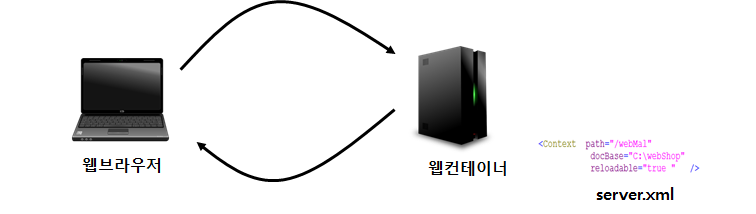 웹브라우저
웹컨테이너
<Context path="/webMal"
docBase="C:\webShop"
reloadable="true " />
server.xml